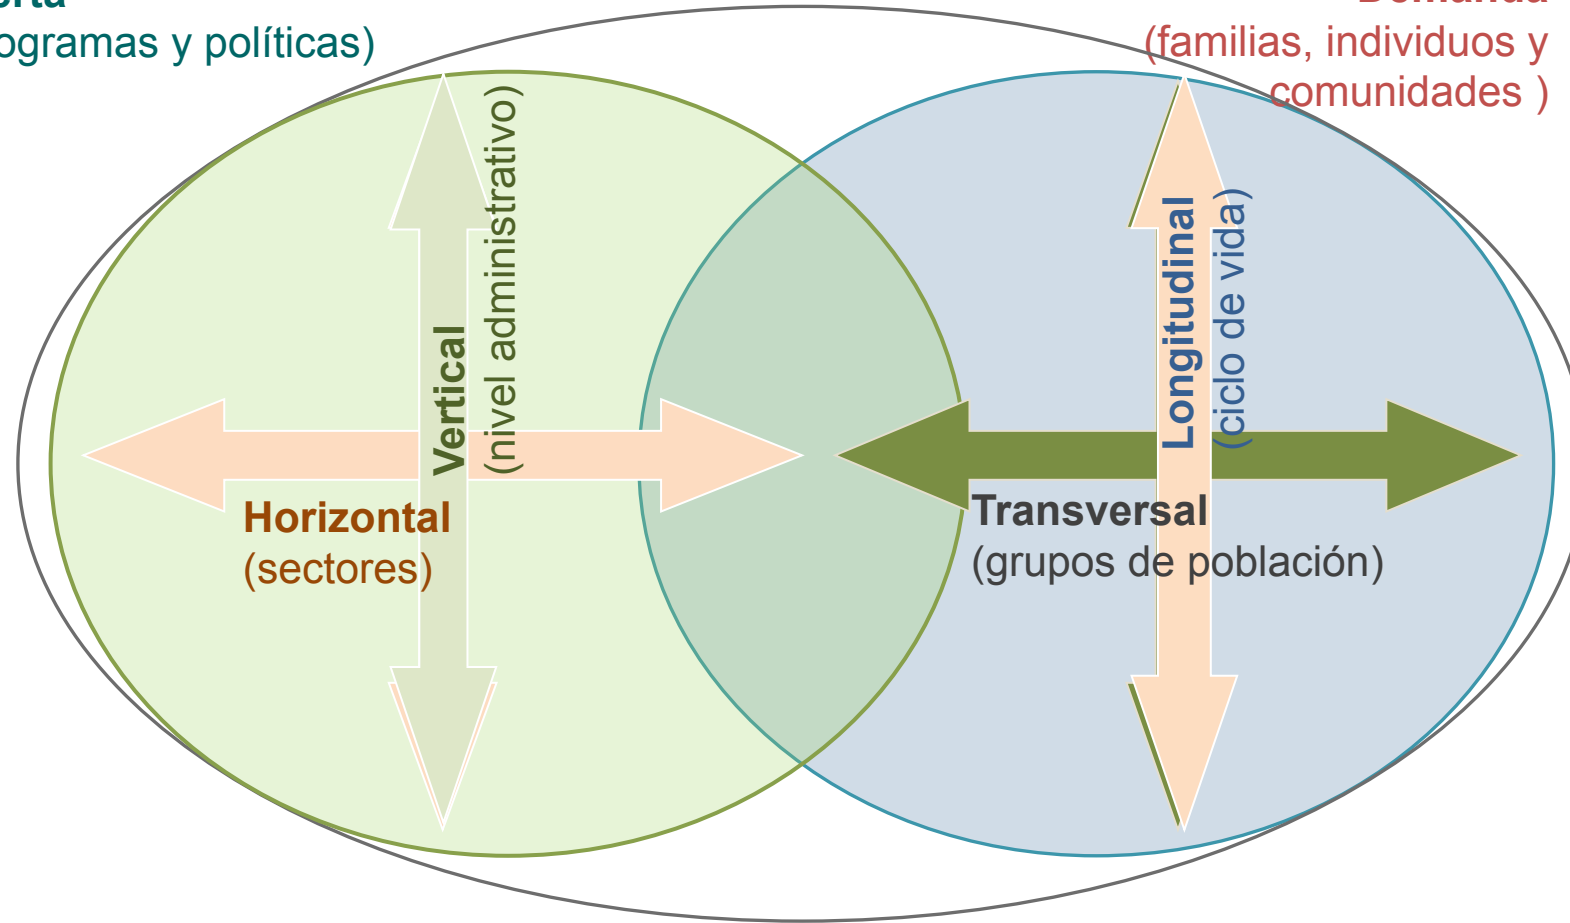 ogramas y políticas)
(familias, individuos y
comunidades )
Vertical
(nivel administrativo)
Horizontal
(sectores)
Longitudinal
(ciclo de vida)
Transversal
(grupos de población)